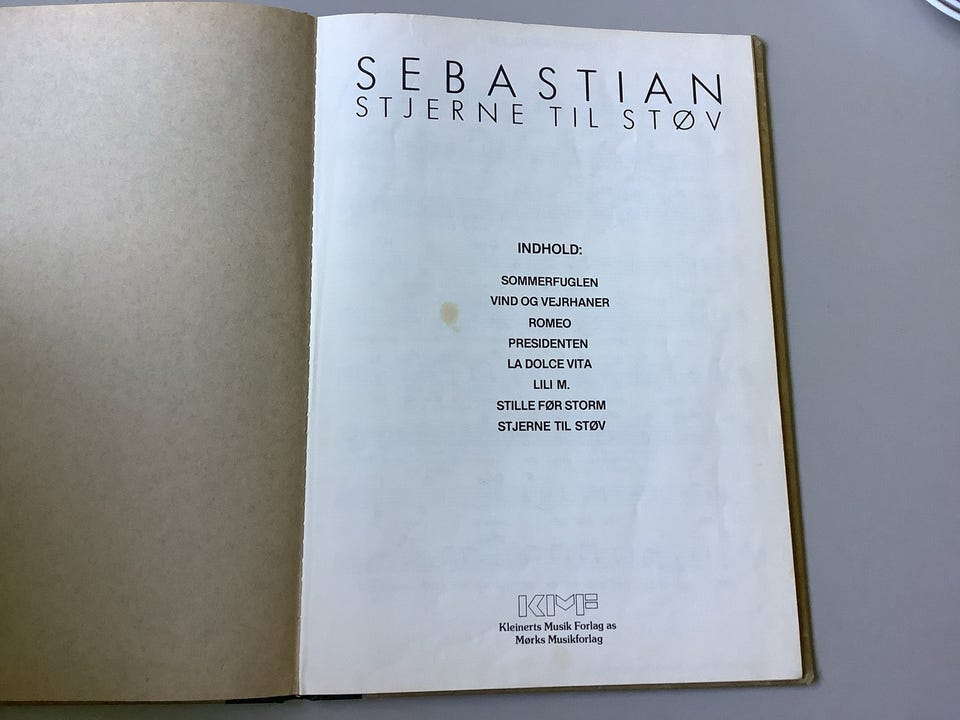 SEBASTIAN
STJERNE TIL STØV
INDHOLD:
SOMMERFUGLEN
VIND OG VEJRHANER
ROMEO
PRESIDENTEN
LA DOLCE VITA
LILI M.
STILLE FØR STORM
STJERNE TIL STØV
KMF
Kleinerts Musik Forlag as
Mørks Musikforlag